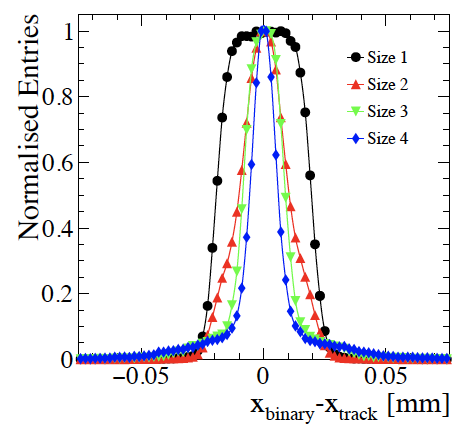 Normalised Entries
1
0.8
0.6
0.4
0.2
0
Size 1
Size 2
Size 3
Size 4
−0.05 0 0.05
x_binary-x_track [mm]